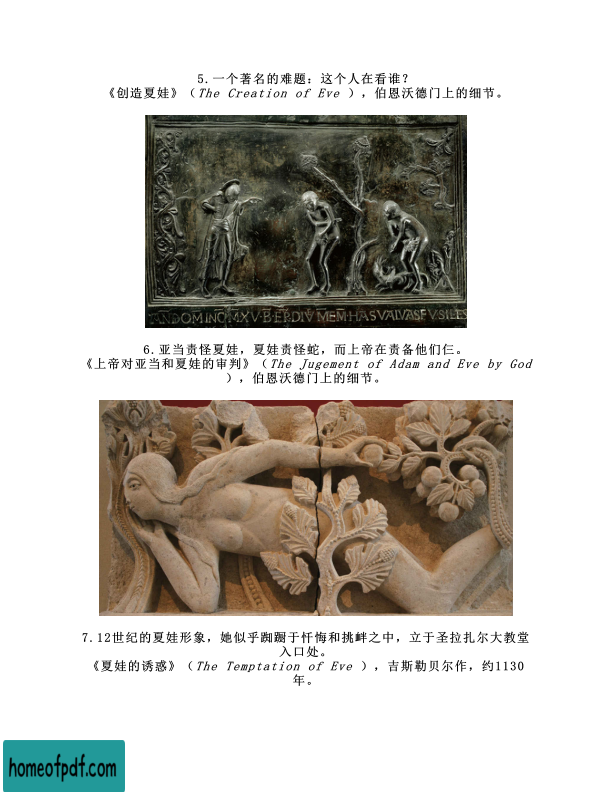 5.一个著名的难题：这个人在看谁？
《创造夏娃》（The Creation of Eve ），伯恩沃德门上的细节。
ANDOMINOMXV·B·EP·DIV·MEM·HAS VALVAS FVSILES
6.亚当责怪夏娃，夏娃责怪蛇，而上帝在责备他们仨。
《上帝对亚当和夏娃的审判》（The Jugement of Adam and Eve by God
），伯恩沃德门上的细节。
7.12世纪的夏娃形象，她似乎踟蹰于忏悔和挑衅之中，立于圣拉扎尔大教堂
入口处。
《夏娃的诱惑》（The Temptation of Eve ），吉斯勒贝尔作，约1130
年。
homeofpdf.com